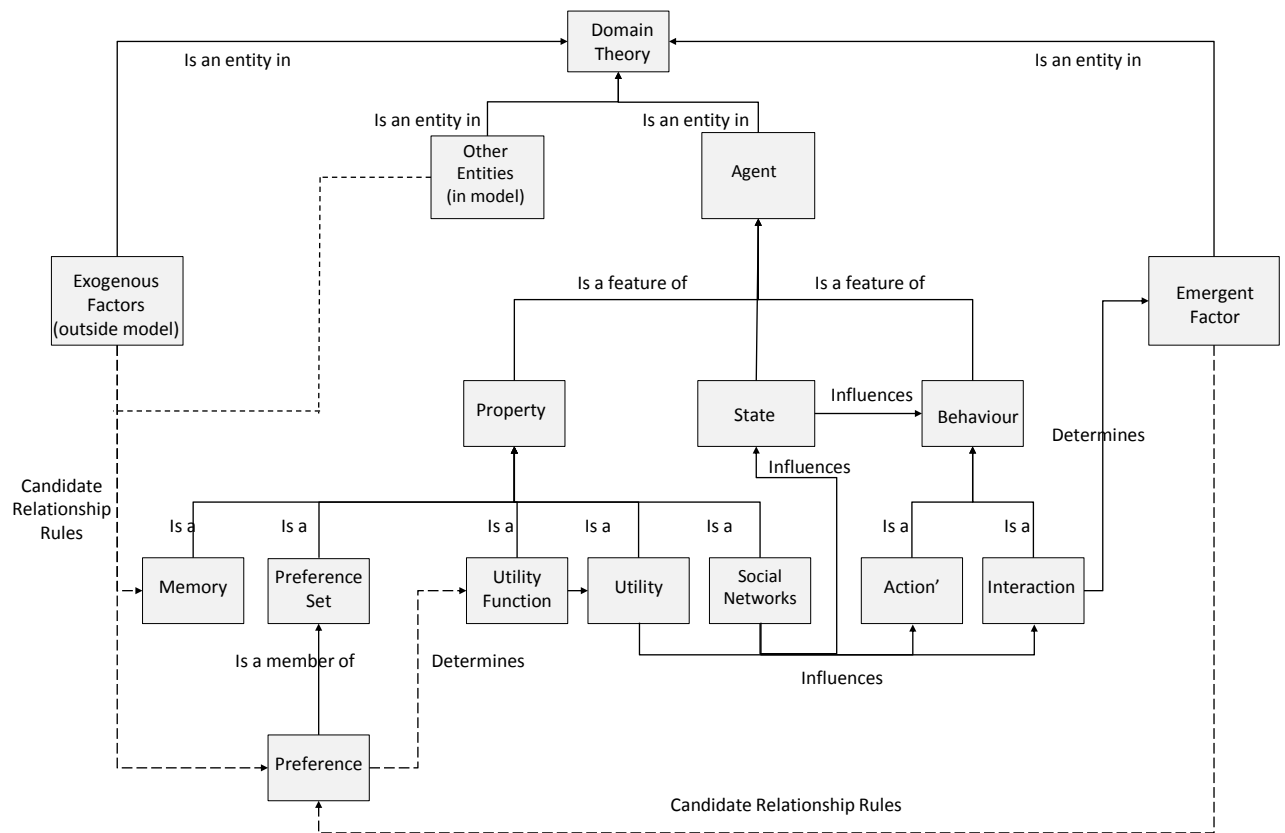 Domain
Theory
Is an entity in
Is an entity in
Is an entity in
Is an entity in
Other
Entities
(in model)
Agent
Exogenous
Factors
(outside model)
Is a feature of
Is a feature of
Emergent
Factor
Property
State
Influences
Behaviour
Determines
Influences
Candidate
Relationship
Rules
Is a
Is a
Is a
Is a
Is a
Is a
Is a
Memory
Preference
Set
Utility
Function
Utility
Social
Networks
Action’
Interaction
Is a member of
Determines
Influences
Preference
Candidate Relationship Rules